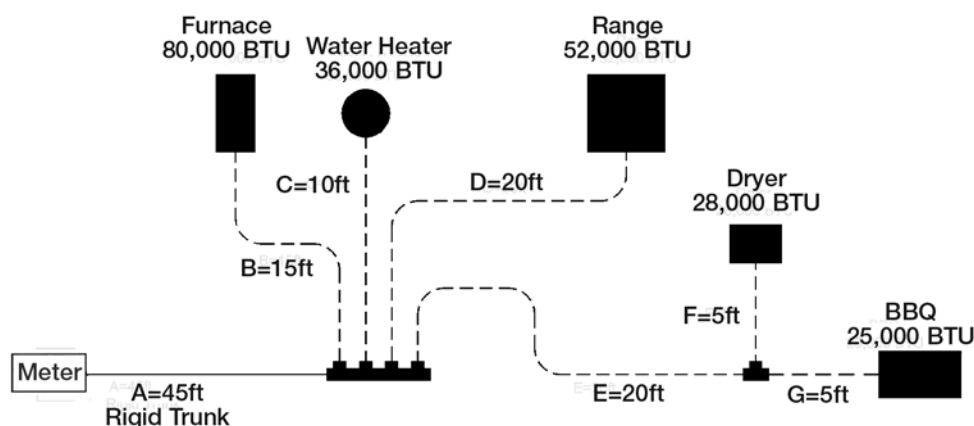 Furnace
80,000 BTU
Water Heater
36,000 BTU
Range
52,000 BTU
C=10ft
D=20ft
Dryer
28,000 BTU
B=15ft
F=5ft
BBQ
25,000 BTU
Meter
A=45ft
Rigid Trunk
E=20ft
G=5ft